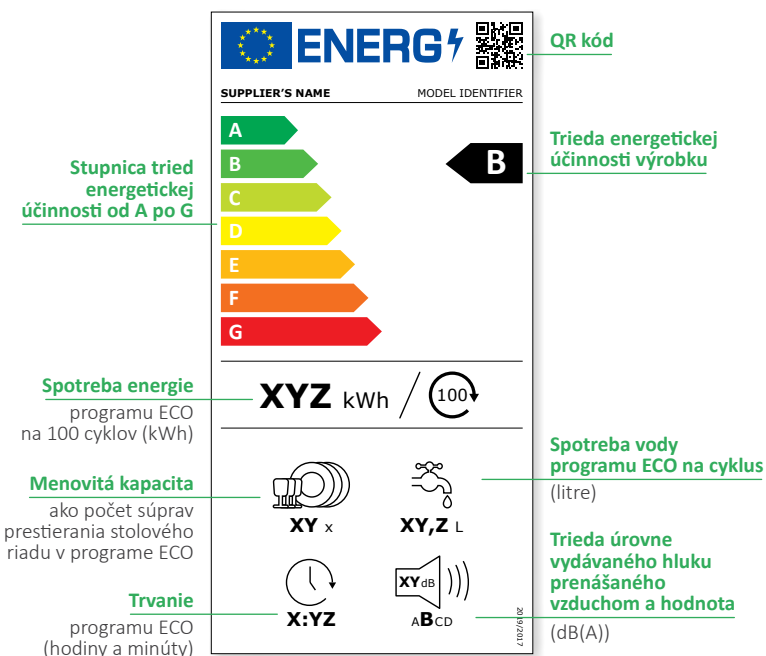 ENERG
QR kód
SUPPLIER'S NAME
MODEL IDENTIFIER
A
B
C
D
E
F
G
B
Trieda energetickej
účinnosti výrobku
Stupnica tried
energetickej
účinnosti od A po G
XYZ kWh / 100
Spotreba energie
programu ECO
na 100 cyklov (kWh)
XY x
Menovitá kapacita
ako počet súprav
prestierania stolového
riadu v programe ECO
XY,Z L
Spotreba vody
programu ECO na cyklus
(litre)
X:YZ
Trvanie
programu ECO
(hodiny a minúty)
XY dB
ABCD
Trieda úrovne
vydávaného hluku
prenášaného
vzduchom a hodnota
(dB(A))
2019/2017